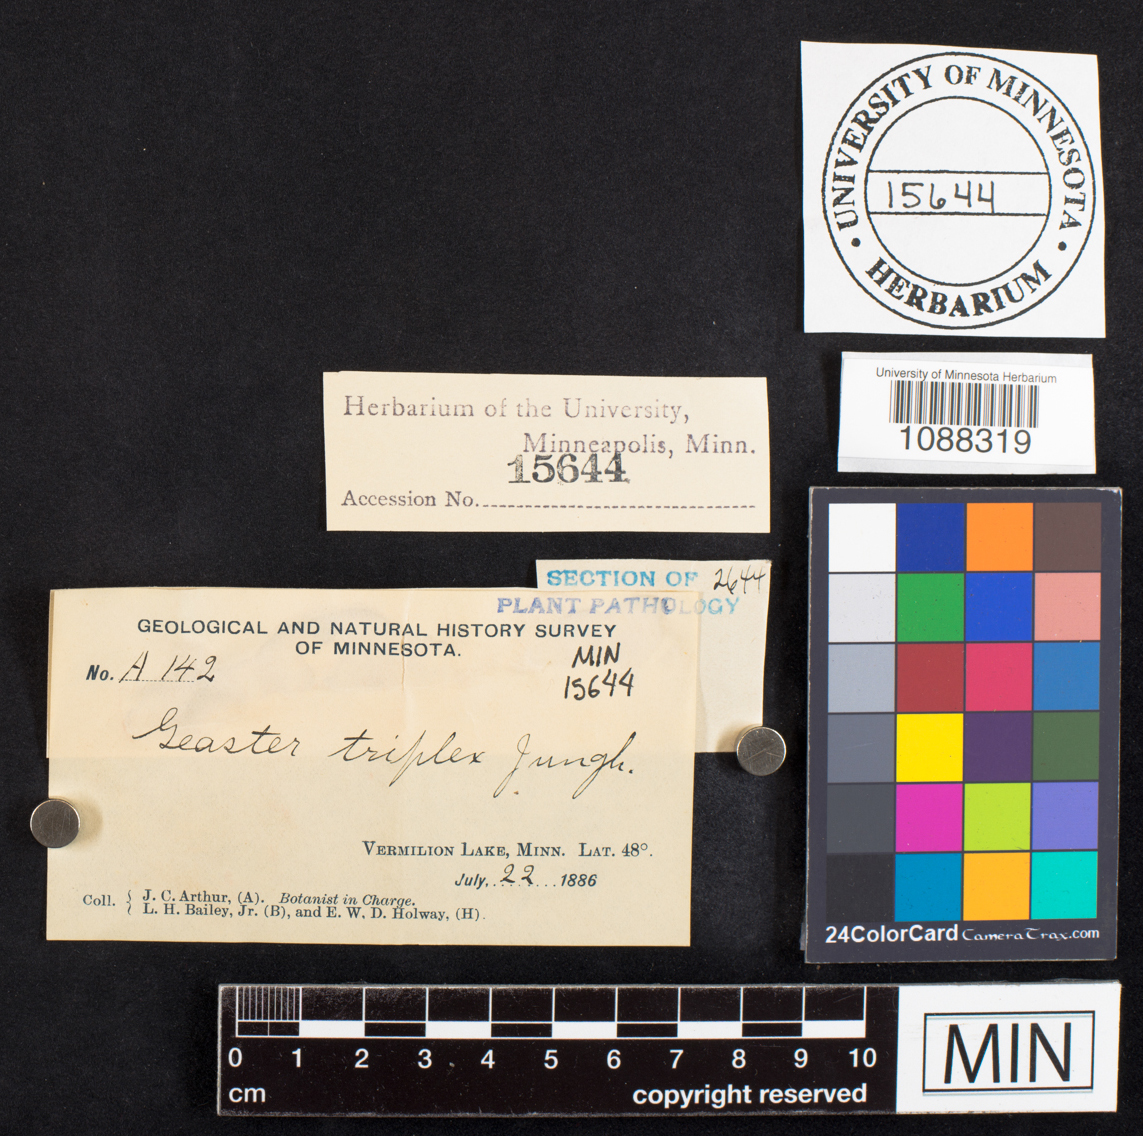 UNIVERSITY OF MINNESOTA
15644
• HERBARIUM •
University of Minnesota Herbarium
1088319
Herbarium of the University,
Minneapolis, Minn.
15644
Accession No.
SECTION OF 2644
PLANT PATHOLOGY
GEOLOGICAL AND NATURAL HISTORY SURVEY
OF MINNESOTA.
No. A 142
MIN
15644
Geaster triplex Jungh.
VERMILION LAKE, MINN. LAT. 48°.
July, 22 1886
Coll. { J. C. Arthur, (A). Botanist in Charge.
L. H. Bailey, Jr. (B), and E. W. D. Holway, (H).
24ColorCard CameraTrax.com
0 1 2 3 4 5 6 7 8 9 10
cm copyright reserved
MIN